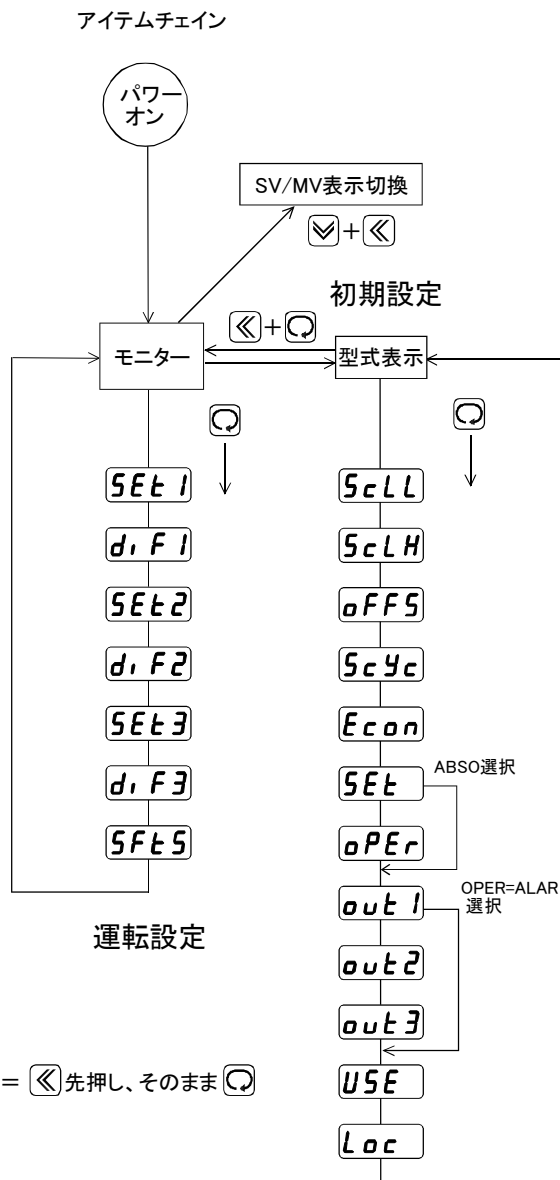 アイテムチェイン
パワー
オン
SV/MV表示切換
+
初期設定
+
モニター
型式表示
SEt1
diF1
SEt2
diF2
SEt3
diF3
SFtS
運転設定
ScLL
ScLH
oFFS
ScYc
Econ
SEt
ABSO選択
oPEr
out1
OPER=ALAR
選択
out2
out3
USE
Loc
= 先押し、そのまま